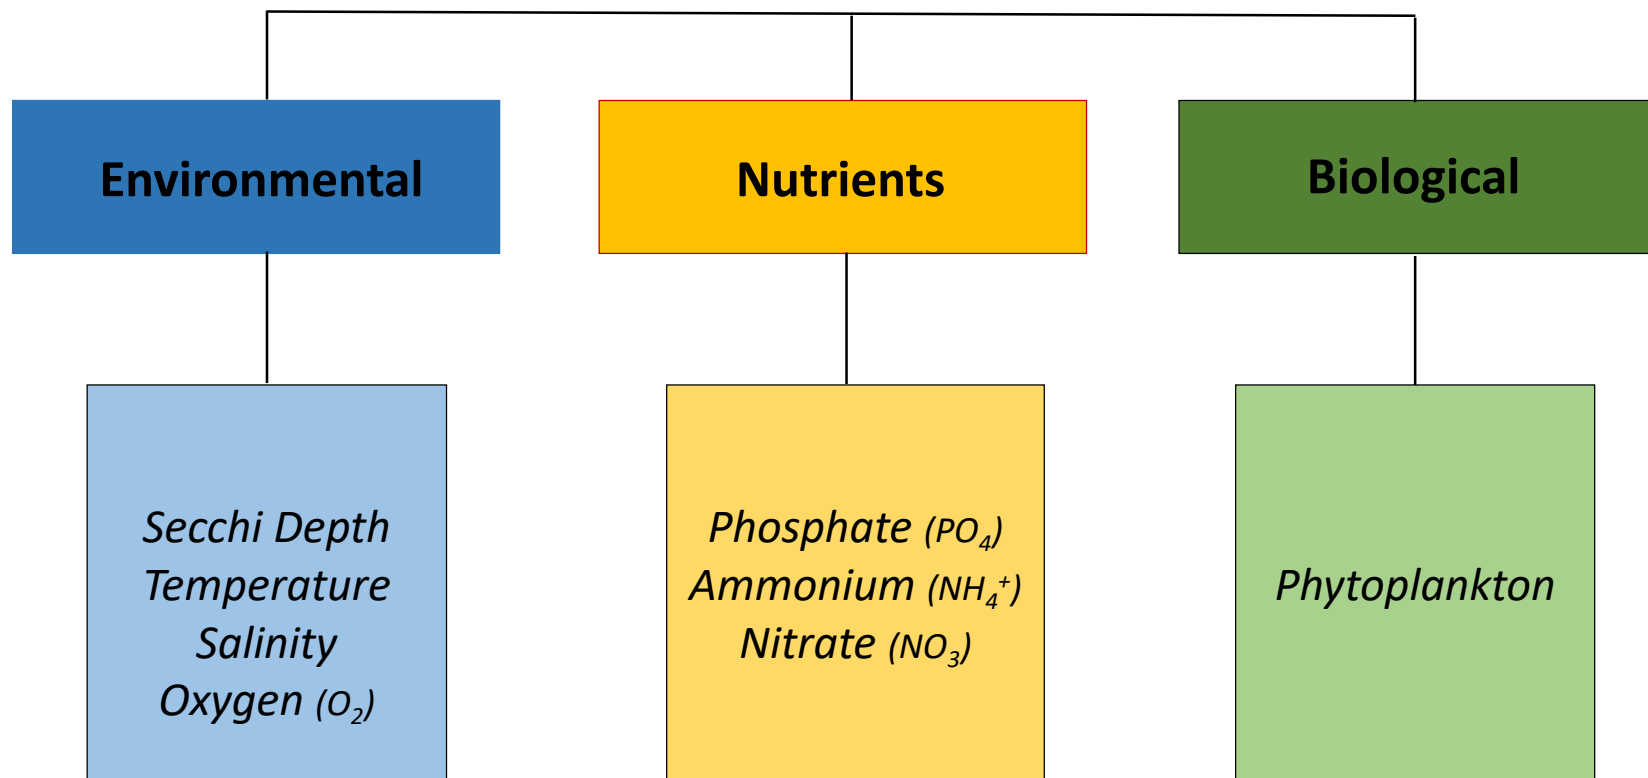 Environmental
Nutrients
Biological
Secchi Depth
Temperature
Salinity
Oxygen (O₂)
Phosphate (PO₄)
Ammonium (NH₄⁺)
Nitrate (NO₃)
Phytoplankton